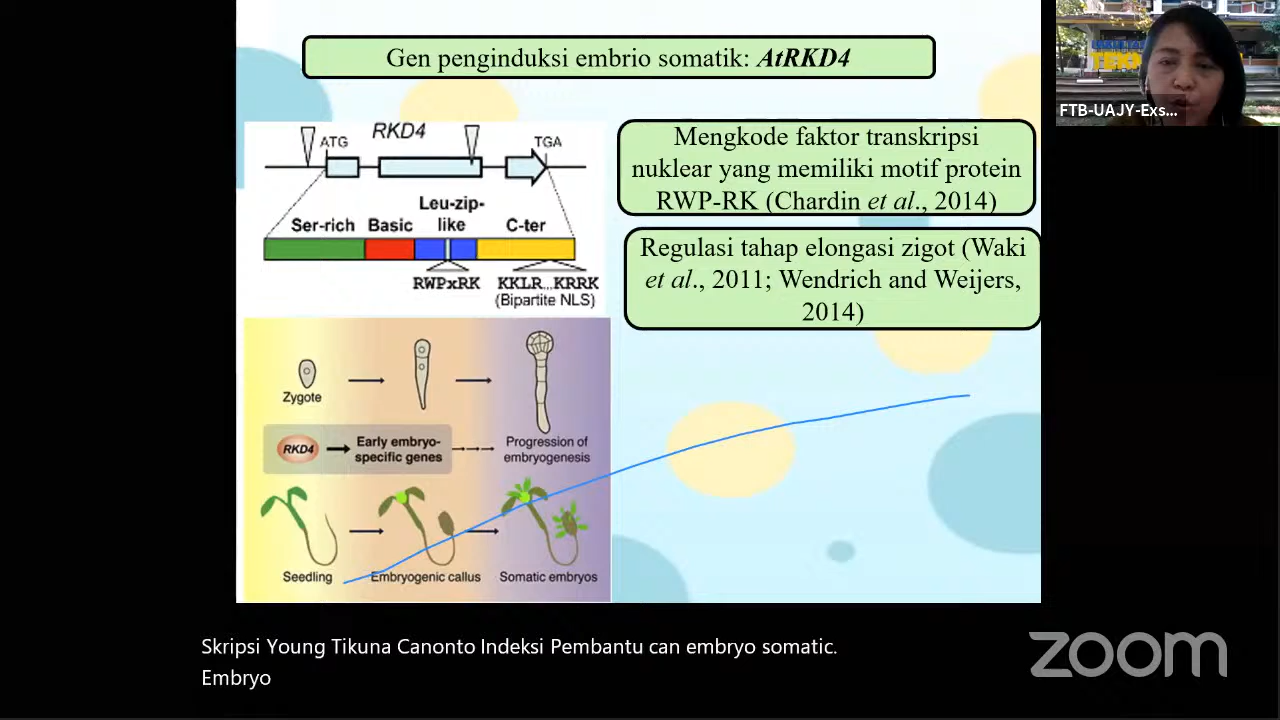 Gen penginduksi embrio somatik: AtRKD4
RKD4
ATG
TGA
Leu-zip-
like
Ser-rich
Basic
C-ter
RWPxRK
KKLR...KRRK
(Bipartite NLS)
Mengkode faktor transkripsi
nuklear yang memiliki motif protein
RWP-RK (Chardin et al., 2014)
Regulasi tahap elongasi zigot (Waki
et al., 2011; Wendrich and Weijers,
2014)
Zygote
RKD4
Early embryo-
specific genes
Progression of
embryogenesis
Seedling
Embryogenic callus
Somatic embryos
FTB-UAJY-Exs...
Skripsi Young Tikuna Canonto Indeksi Pembantu can embryo somatic.
Embryo
zoom